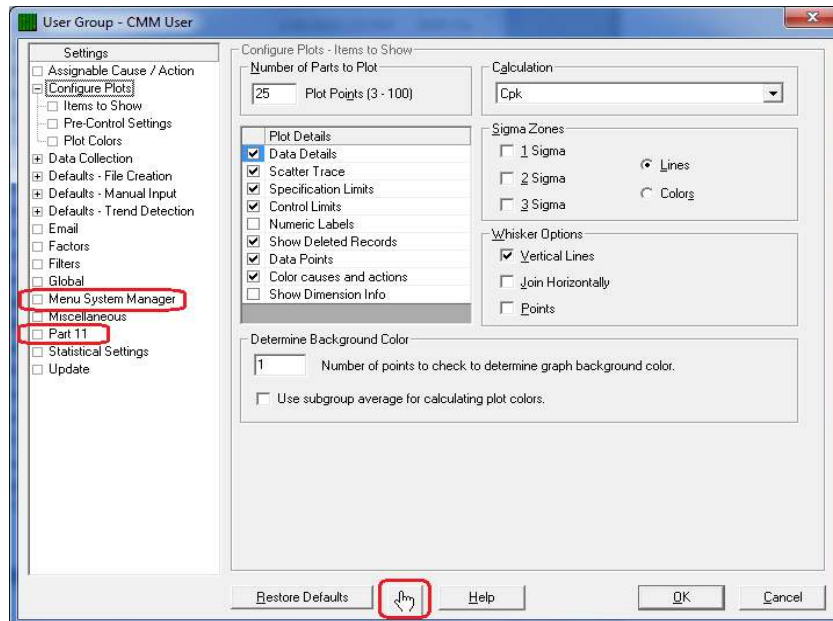 User Group - CMM User
Settings
Assignable Cause / Action
Configure Plots
Items to Show
Pre-Control Settings
Plot Colors
Data Collection
Defaults - File Creation
Defaults - Manual Input
Defaults - Trend Detection
Email
Factors
Filters
Global
Menu System Manager
Miscellaneous
Part 11
Statistical Settings
Update
Configure Plots - Items to Show
Number of Parts to Plot
25 Plot Points (3 - 100)
Calculation
Cpk
Plot Details
Data Details
Scatter Trace
Specification Limits
Control Limits
Numeric Labels
Show Deleted Records
Data Points
Color causes and actions
Show Dimension Info
Sigma Zones
1 Sigma
2 Sigma
3 Sigma
Lines
Colors
Whisker Options
Vertical Lines
Join Horizontally
Points
Determine Background Color
1 Number of points to check to determine graph background color.
Use subgroup average for calculating plot colors.
Restore Defaults Help OK Cancel